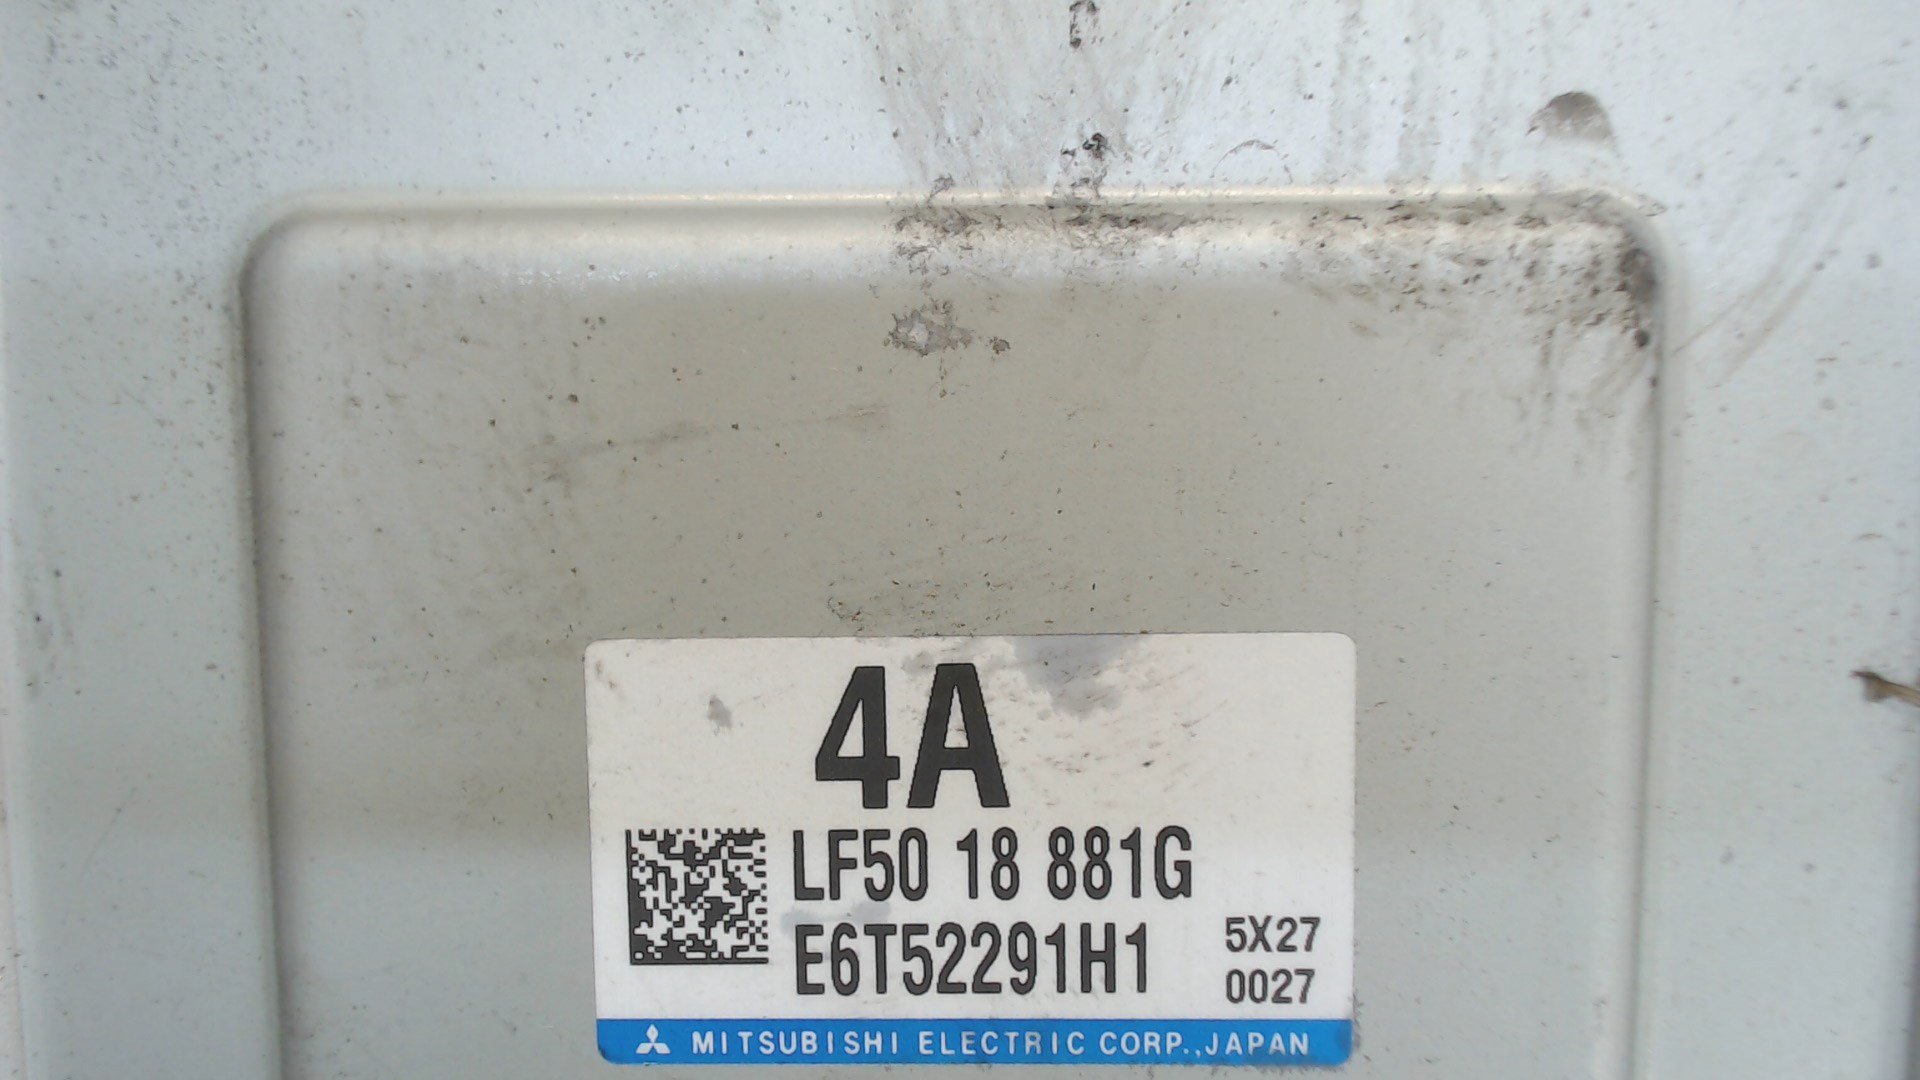 4A
LF50 18 881G
E6T52291H1
5X27
0027
MITSUBISHI ELECTRIC CORP.,JAPAN